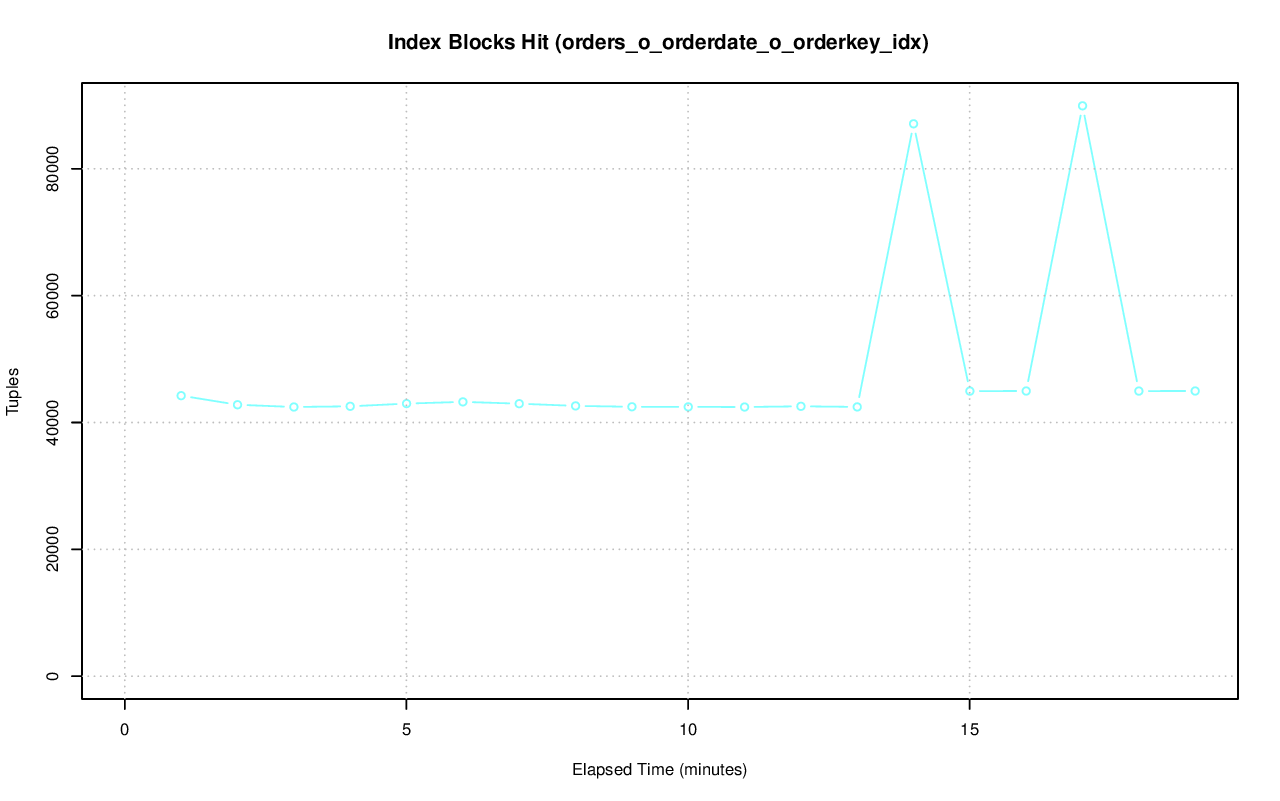 Index Blocks Hit (orders_o_orderdate_o_orderkey_idx)
Tuples
80000
60000
40000
20000
0
0 5 10 15
Elapsed Time (minutes)